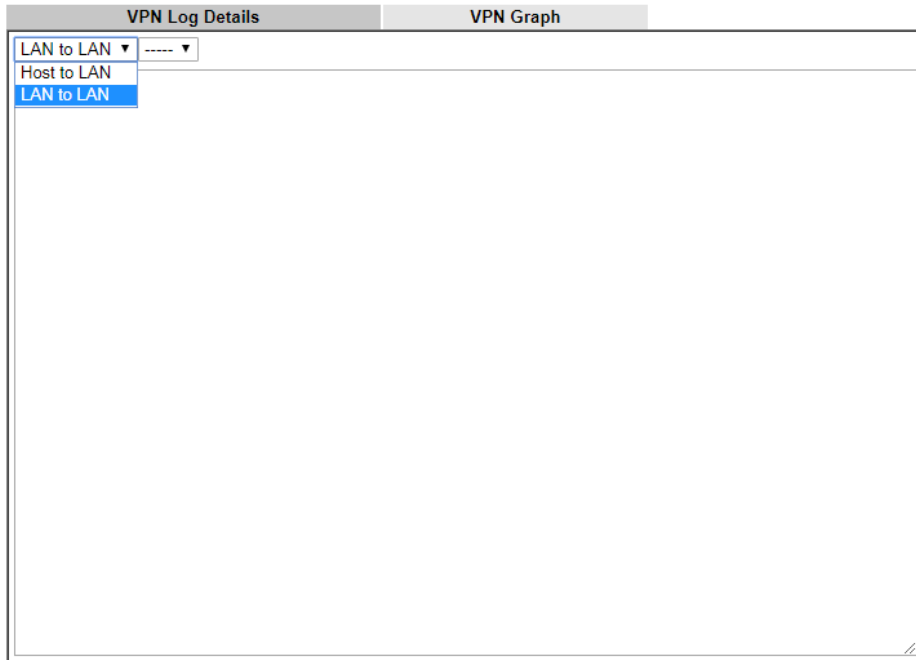 VPN Log Details VPN Graph
LAN to LAN -----
Host to LAN
LAN to LAN